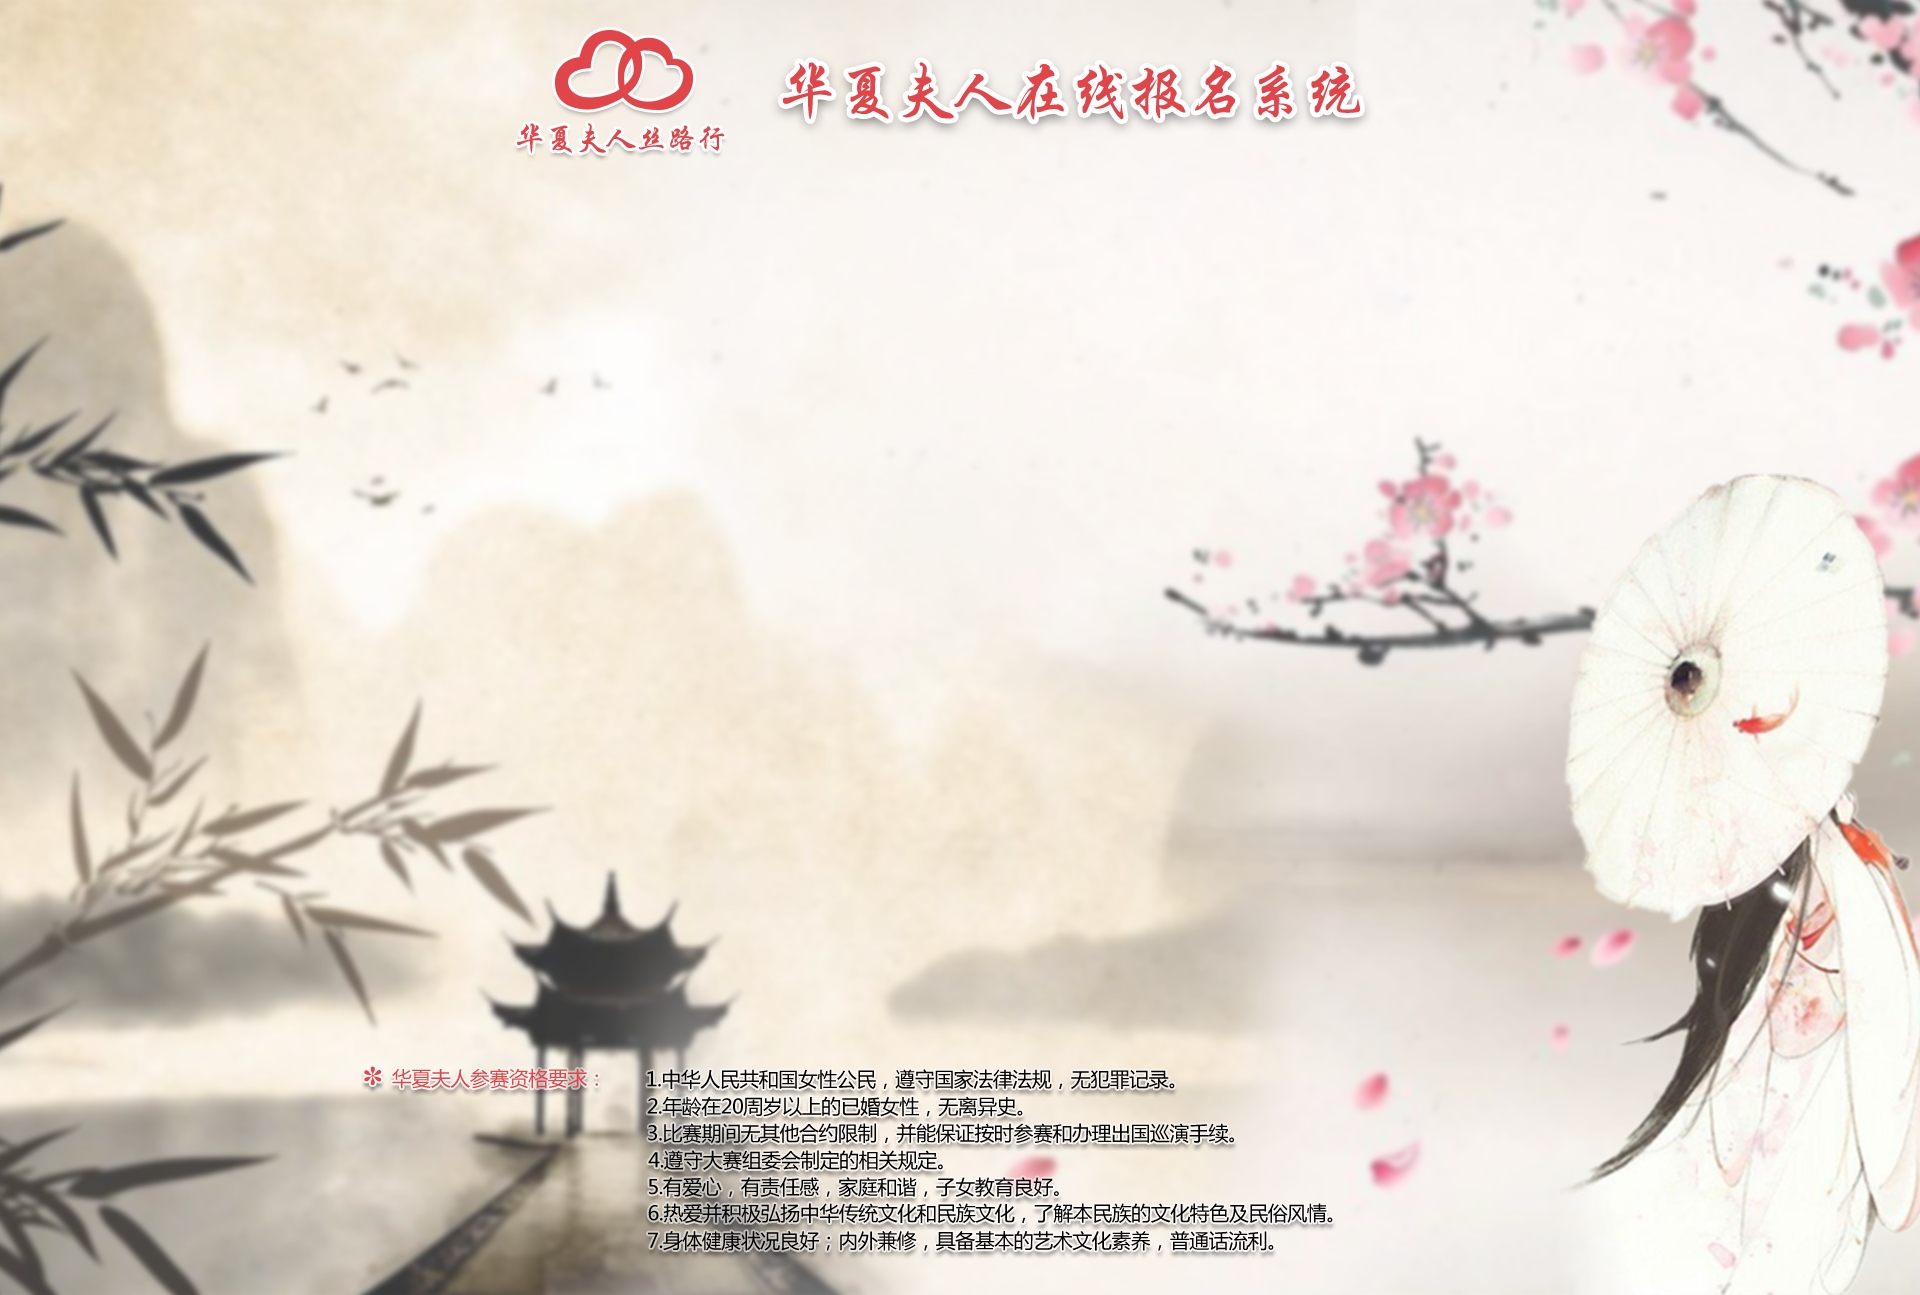 华夏夫人丝路行
华夏夫人在线报名系统
* 华夏夫人参赛资格要求：
1.中华人民共和国女性公民，遵守国家法律法规，无犯罪记录。
2.年龄在20周岁以上的已婚女性，无离异史。
3.比赛期间无其他合约限制，并能保证按时参赛和办理出国巡演手续。
4.遵守大赛组委会制定的相关规定。
5.有爱心，有责任感，家庭和谐，子女教育良好。
6.热爱并积极弘扬中华传统文化和民族文化，了解本民族的文化特色及民俗风情。
7.身体健康状况良好；内外兼修，具备基本的艺术文化素养，普通话流利。